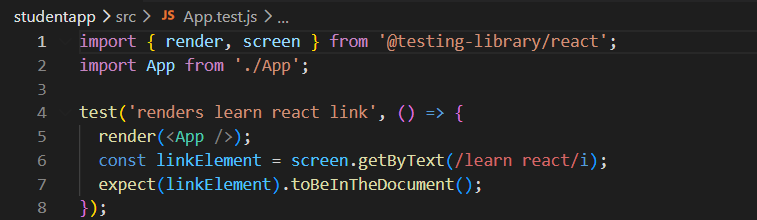 studentapp > src > JS App.test.js > ...
1 import { render, screen } from '@testing-library/react';
2 import App from './App';
3
4 test('renders learn react link', () => {
5   render(<App />);
6   const linkElement = screen.getByText(/learn react/i);
7   expect(linkElement).toBeInTheDocument();
8 });